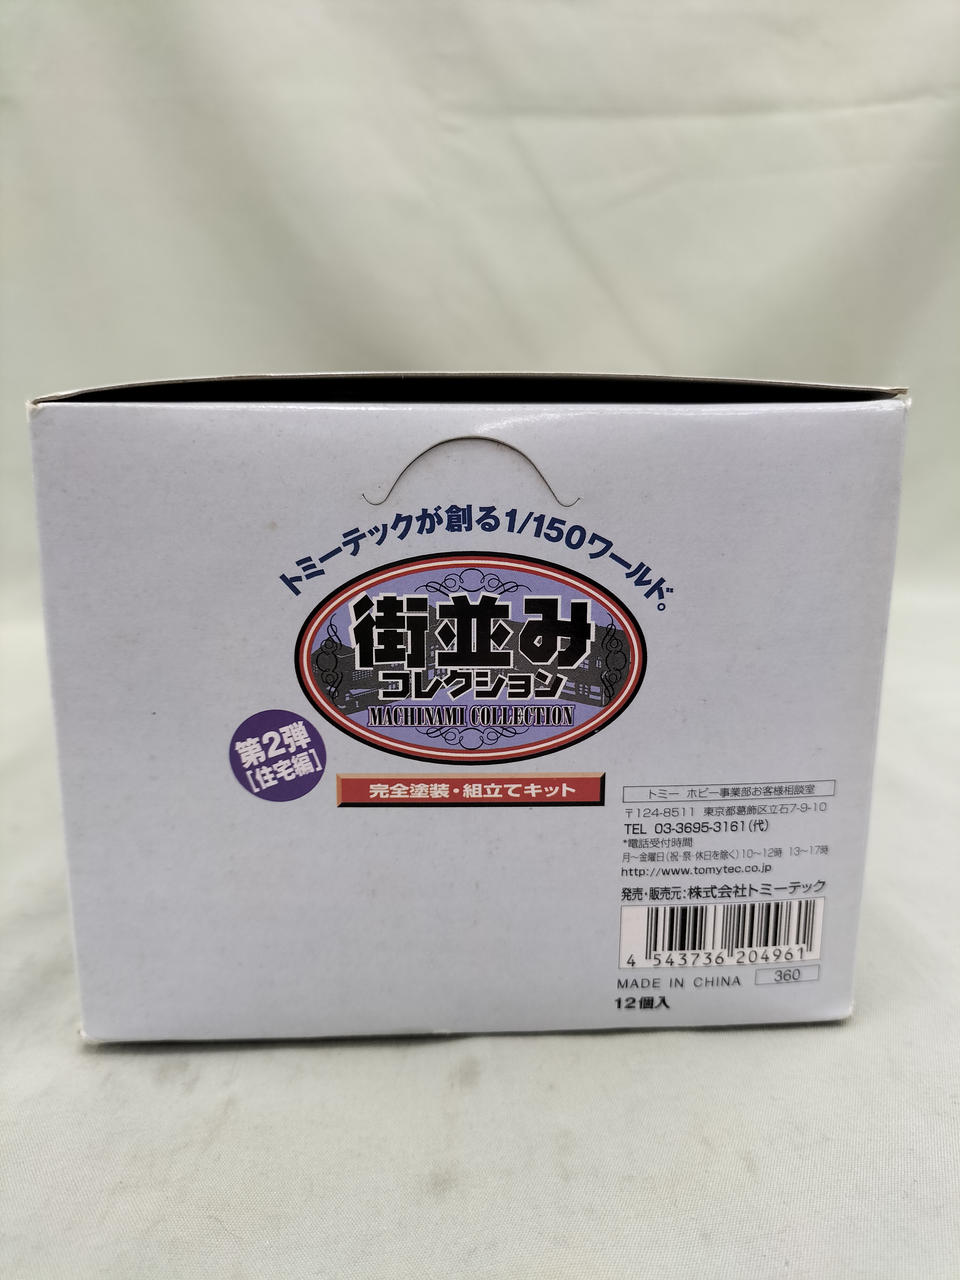 トミーテックが創る1/150ワールド。
街並み
コレクション
MACHINAMI COLLECTION
第2弾
[住宅編]
完全塗装・組立てキット
トミー ホビー事業部お客様相談室
〒124-8511 東京都葛飾区立石7-9-10
TEL 03-3695-3161(代)
*電話受付時間
月～金曜日(祝・祭・休日を除く)10～12時 13～17時
http://www.tomytec.co.jp
発売・販売元:株式会社トミーテック
4 543736 204961
MADE IN CHINA 360
12個入